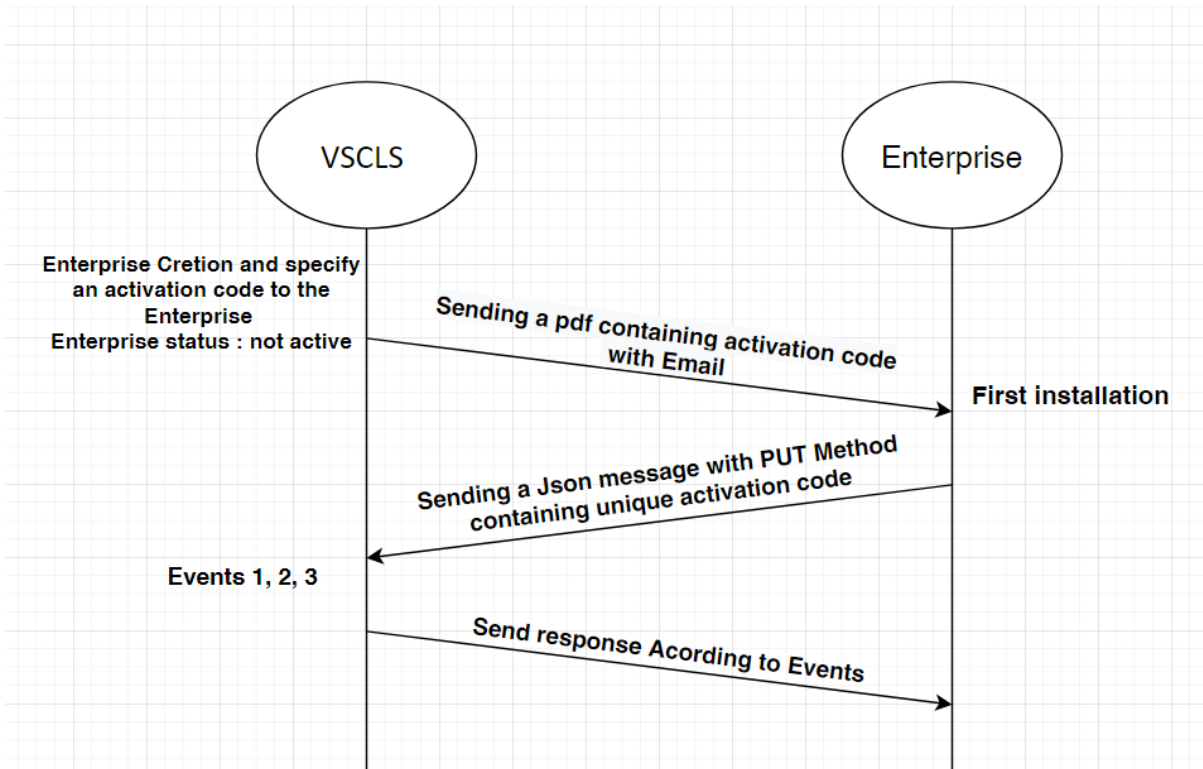 VSCLS
Enterprise
Enterprise Cretion and specify
an activation code to the
Enterprise
Enterprise status : not active
Sending a pdf containing activation code
with Email
First installation
Sending a Json message with PUT Method
containing unique activation code
Events 1, 2, 3
Send response Acording to Events